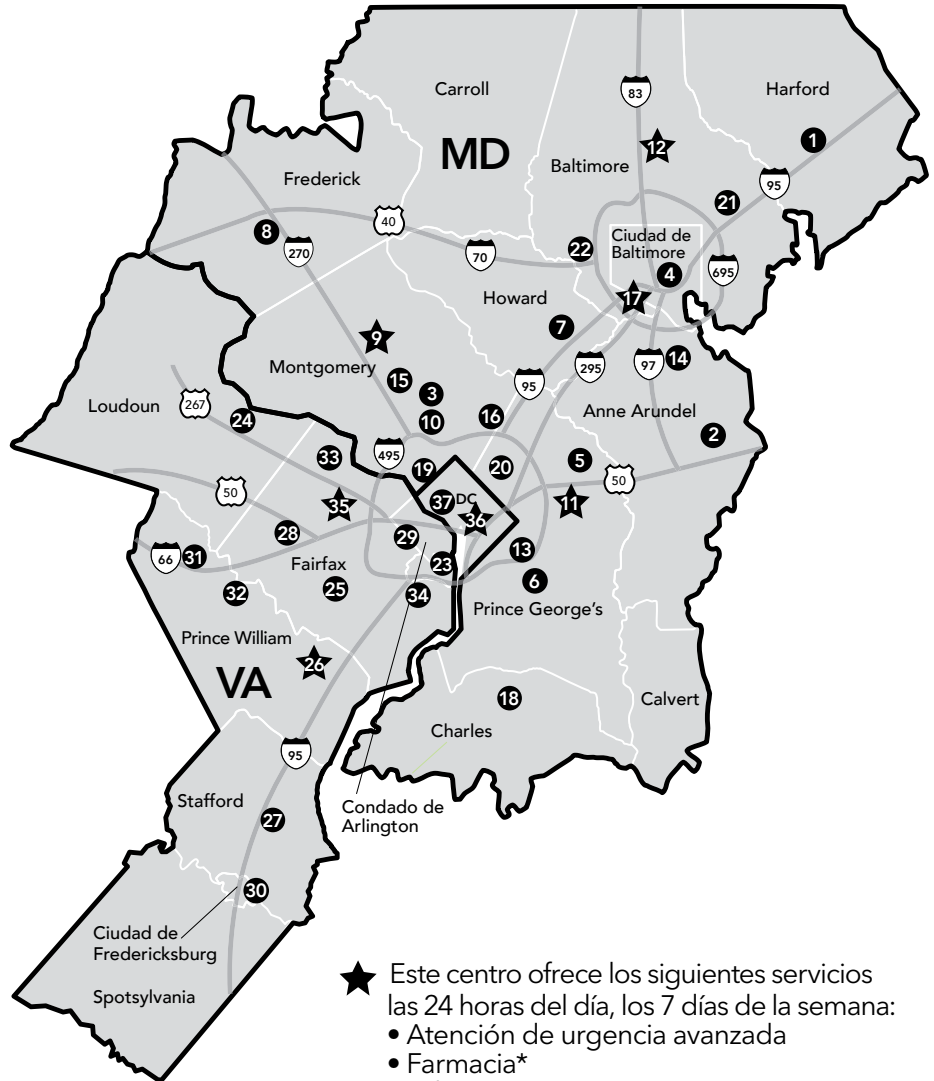 Carroll
83
Harford
MD
12
1
Baltimore
Frederick
95
40
21
8
270
70
22
Ciudad de
Baltimore
4
695
Howard
17
7
9
Montgomery
295
97
14
15
95
3
Loudoun
267
24
10
16
Anne Arundel
2
495
33
19
20
5
50
50
35
37
DC
36
11
28
29
13
66
31
Fairfax
23
6
32
25
34
Prince George’s
Prince William
26
VA
18
Calvert
Charles
95
Stafford
27
Condado de
Arlington
30
Ciudad de
Fredericksburg
Spotsylvania
Este centro ofrece los siguientes servicios
las 24 horas del día, los 7 días de la semana:
• Atención de urgencia avanzada
• Farmacia*